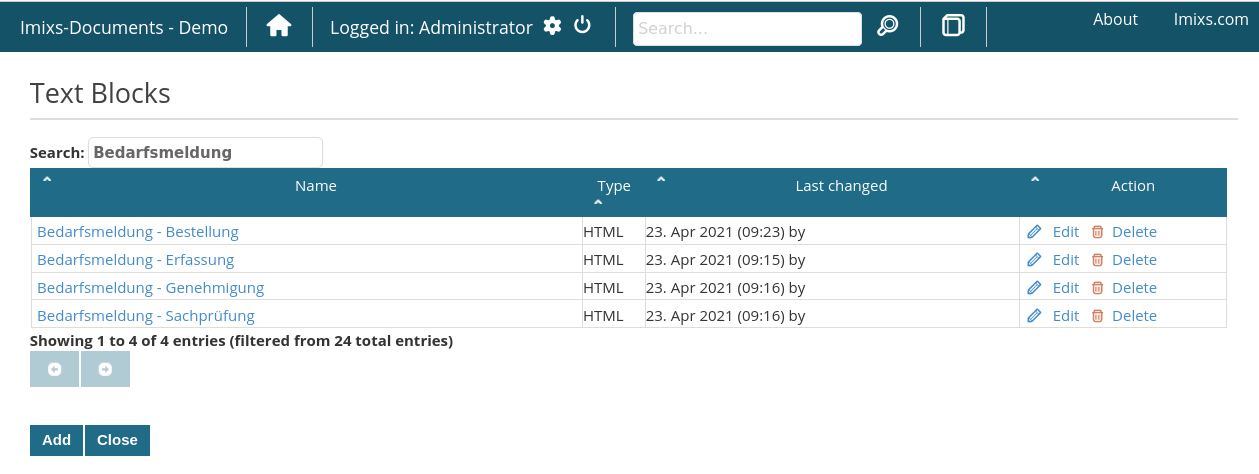 Imixs-Documents - Demo Logged in: Administrator Search... About Imixs.com
Text Blocks
Search: Bedarfsmeldung
Name Type Last changed Action
Bedarfsmeldung - Bestellung HTML 23. Apr 2021 (09:23) by Edit Delete
Bedarfsmeldung - Erfassung HTML 23. Apr 2021 (09:15) by Edit Delete
Bedarfsmeldung - Genehmigung HTML 23. Apr 2021 (09:16) by Edit Delete
Bedarfsmeldung - Sachprüfung HTML 23. Apr 2021 (09:16) by Edit Delete
Showing 1 to 4 of 4 entries (filtered from 24 total entries)
Add Close